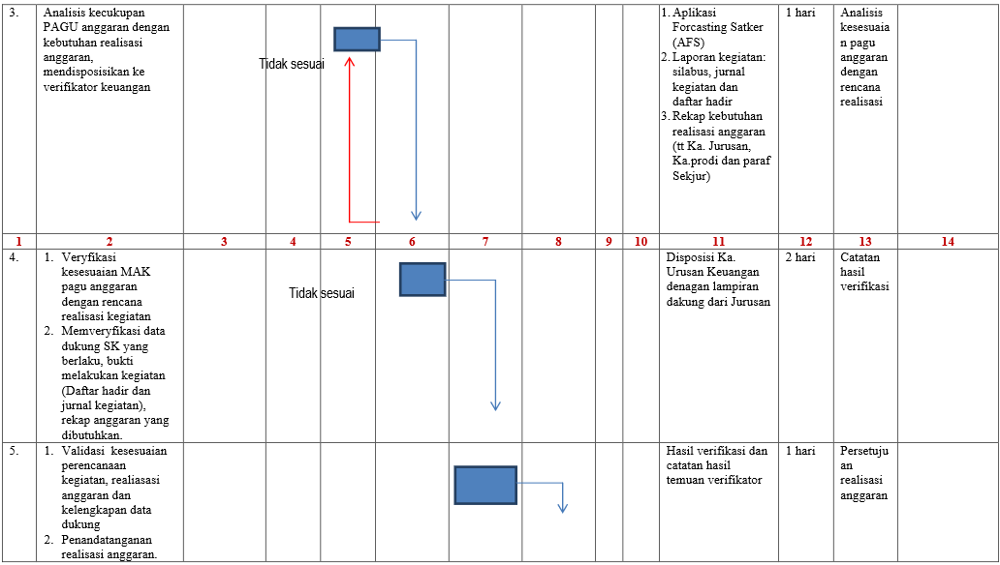 3.
Analisis kecukupan
PAGU anggaran dengan
kebutuhan realisasi
anggaran,
mendisposisikan ke
verifikator keuangan
Tidak sesuai
1. Aplikasi
Forcasting Satker
(AFS)
2. Laporan kegiatan:
silabus, jurnal
kegiatan dan
daftar hadir
3. Rekap kebutuhan
realisasi anggaran
(tt Ka. Jurusan,
Ka.prodi dan paraf
Sekjur)
1 hari
Analisis
kesesuaia
n pagu
anggaran
dengan
rencana
realisasi
1 2 3 4 5 6 7 8 9 10 11 12 13 14
4.
1. Veryfikasi
kesesuaian MAK
pagu anggaran
dengan rencana
realisasi kegiatan
2. Memveryfikasi data
dukung SK yang
berlaku, bukti
melakukan kegiatan
(Daftar hadir dan
jurnal kegiatan),
rekap anggaran yang
dibutuhkan.
Tidak sesuai
Disposisi Ka.
Urusan Keuangan
denagan lampiran
dakung dari Jurusan
2 hari
Catatan
hasil
verifikasi
5.
1. Validasi kesesuaian
perencanaan
kegiatan, realiasasi
anggaran dan
kelengkapan data
dukung
2. Penandatanganan
realisasi anggaran.
Hasil verifikasi dan
catatan hasil
temuan verifikator
1 hari
Persetuju
an
realisasi
anggaran